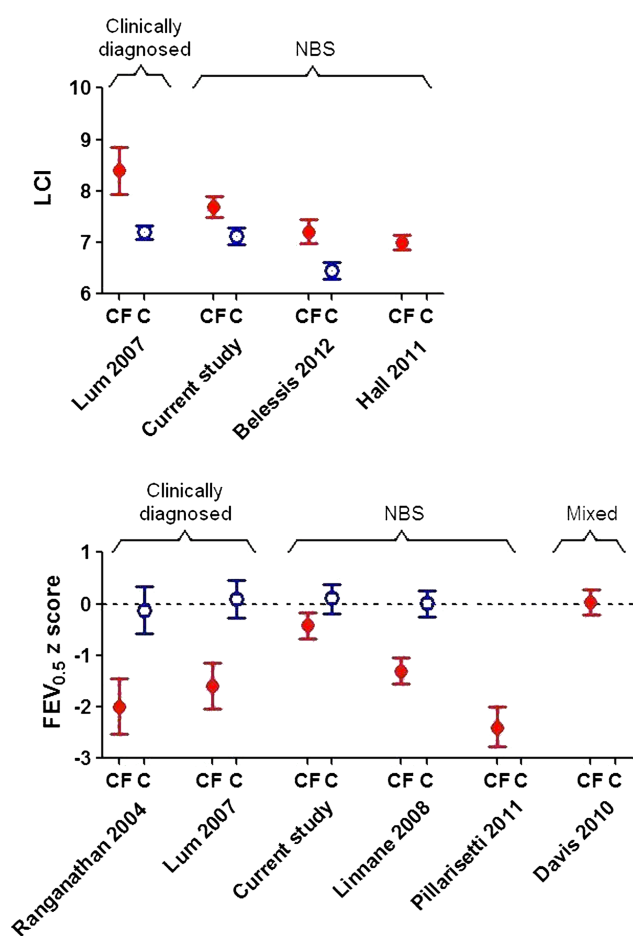 Clinically
diagnosed
NBS
10
9
8
7
6
LCI
CF C CF C CF C CF C
Lum 2007
Current study
Belessis 2012
Hall 2011
Clinically
diagnosed
NBS
Mixed
1
0
-1
-2
-3
FEV0.5 z score
CF C CF C CF C CF C CF C CF C
Ranganathan 2004
Lum 2007
Current study
Linnane 2008
Pillarisetti 2011
Davis 2010